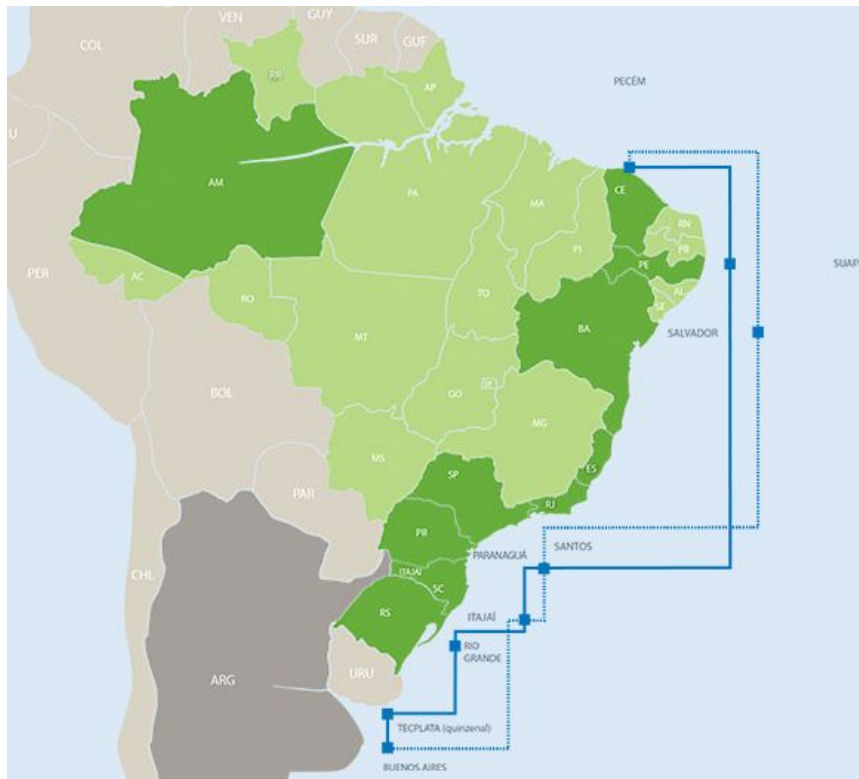 VEN
GUY
COL
SUR
GUF
RR
AP
PECÉM
U
AM
PA
MA
CE
RN
PI
PB
PE
PER
SUAP
AC
RO
TO
AL
SE
MT
BA
SALVADOR
BOL
GO
DF
MG
MS
SP
ES
PAR
RJ
PR
PARANAGUÁ
SANTOS
CHL
ITAJAÍ
SC
RS
ITAJAÍ
RIO
GRANDE
URU
ARG
TECPLATA (quinzenal)
BUENOS AIRES